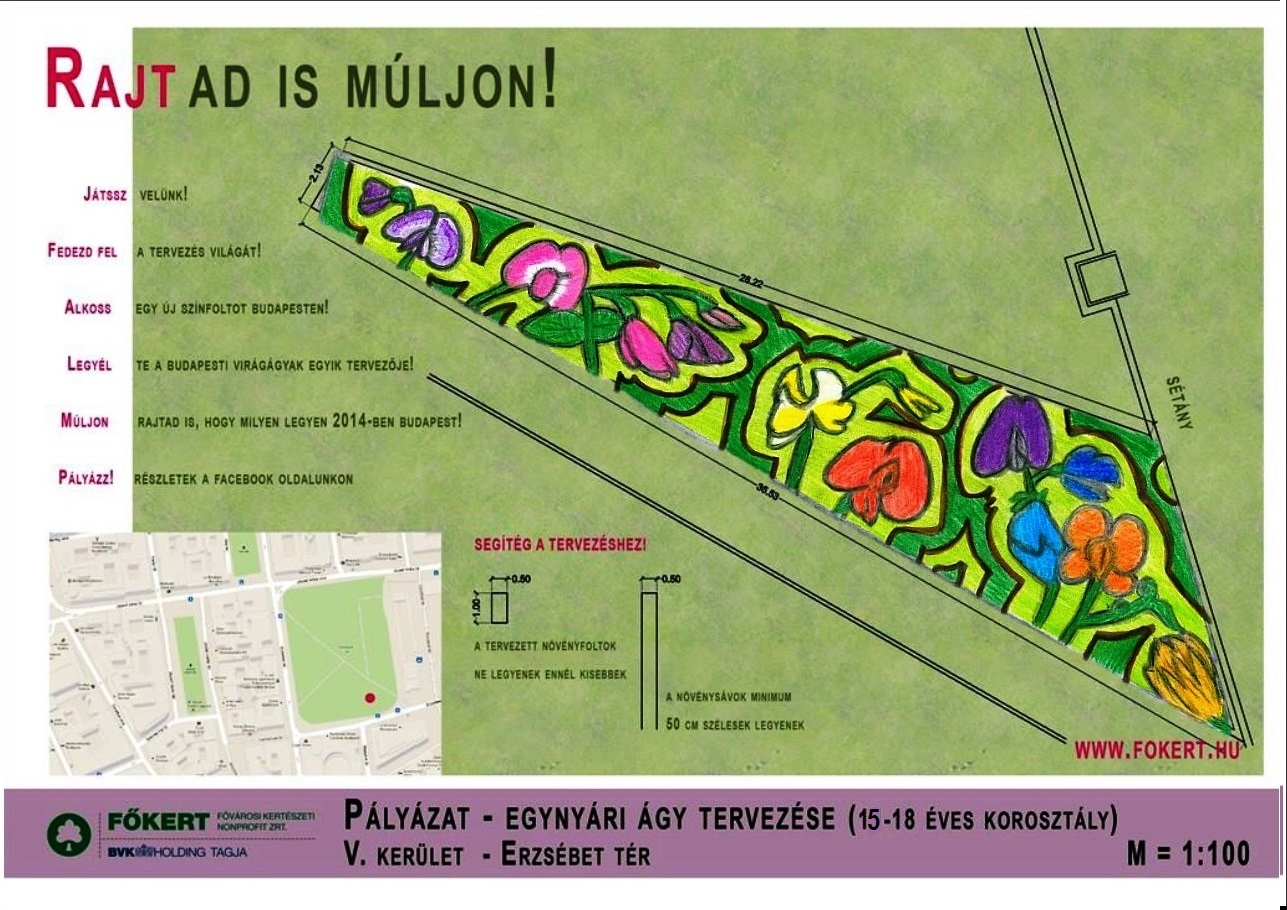 RAJTAD IS MÚLJON!
JÁTSSZ VELÜNK!
FEDEZD FEL A TERVEZÉS VILÁGÁT!
ALKOSS EGY ÚJ SZÍNFOLTOT BUDAPESTEN!
LEGYÉL TE A BUDAPESTI VIRÁGÁGYAK EGYIK TERVEZŐJE!
MÚLJON RAJTAD IS, HOGY MILYEN LEGYEN 2014-BEN BUDAPEST!
PÁLYÁZZ! RÉSZLETEK A FACEBOOK OLDALUNKON
2.13
28.22
36.53
SÉTÁNY
SEGÍTÉG A TERVEZÉSHEZ!
0.50
1.00
A TERVEZETT NÖVÉNYFOLTOK
NE LEGYENEK ENNÉL KISEBBEK
0.50
A NÖVÉNYSÁVOK MINIMUM
50 CM SZÉLESEK LEGYENEK
WWW.FOKERT.HU
FŐKERT FŐVÁROSI KERTÉSZETI
NONPROFIT ZRT.
BVK HOLDING TAGJA
PÁLYÁZAT - EGYNYÁRI ÁGY TERVEZÉSE (15-18 ÉVES KOROSZTÁLY)
V. KERÜLET - ERZSÉBET TÉR
M = 1:100